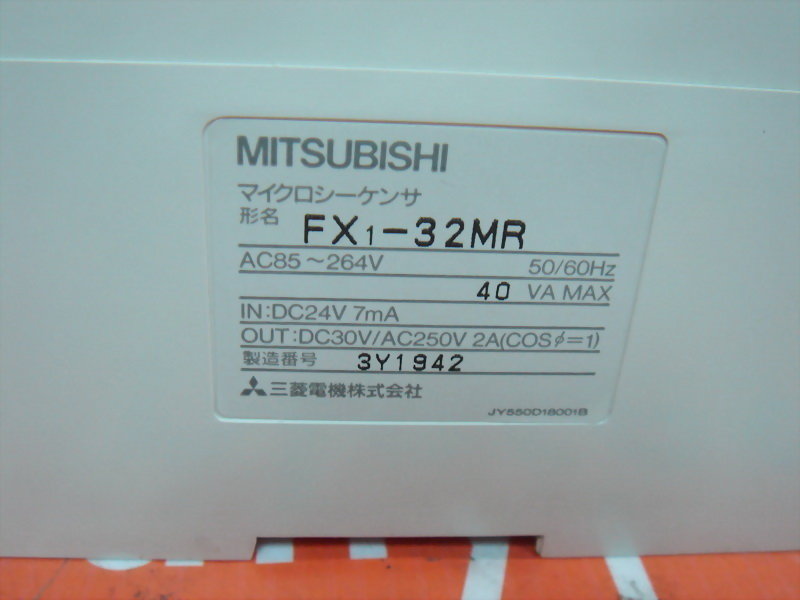 MITSUBISHI
マイクロシーケンサ
形名 FX1-32MR
AC85~264V 50/60Hz
40 VA MAX
IN:DC24V 7mA
OUT:DC30V/AC250V 2A(COSφ=1)
製造番号 3Y1942
三菱電機株式会社
JY550D18001B